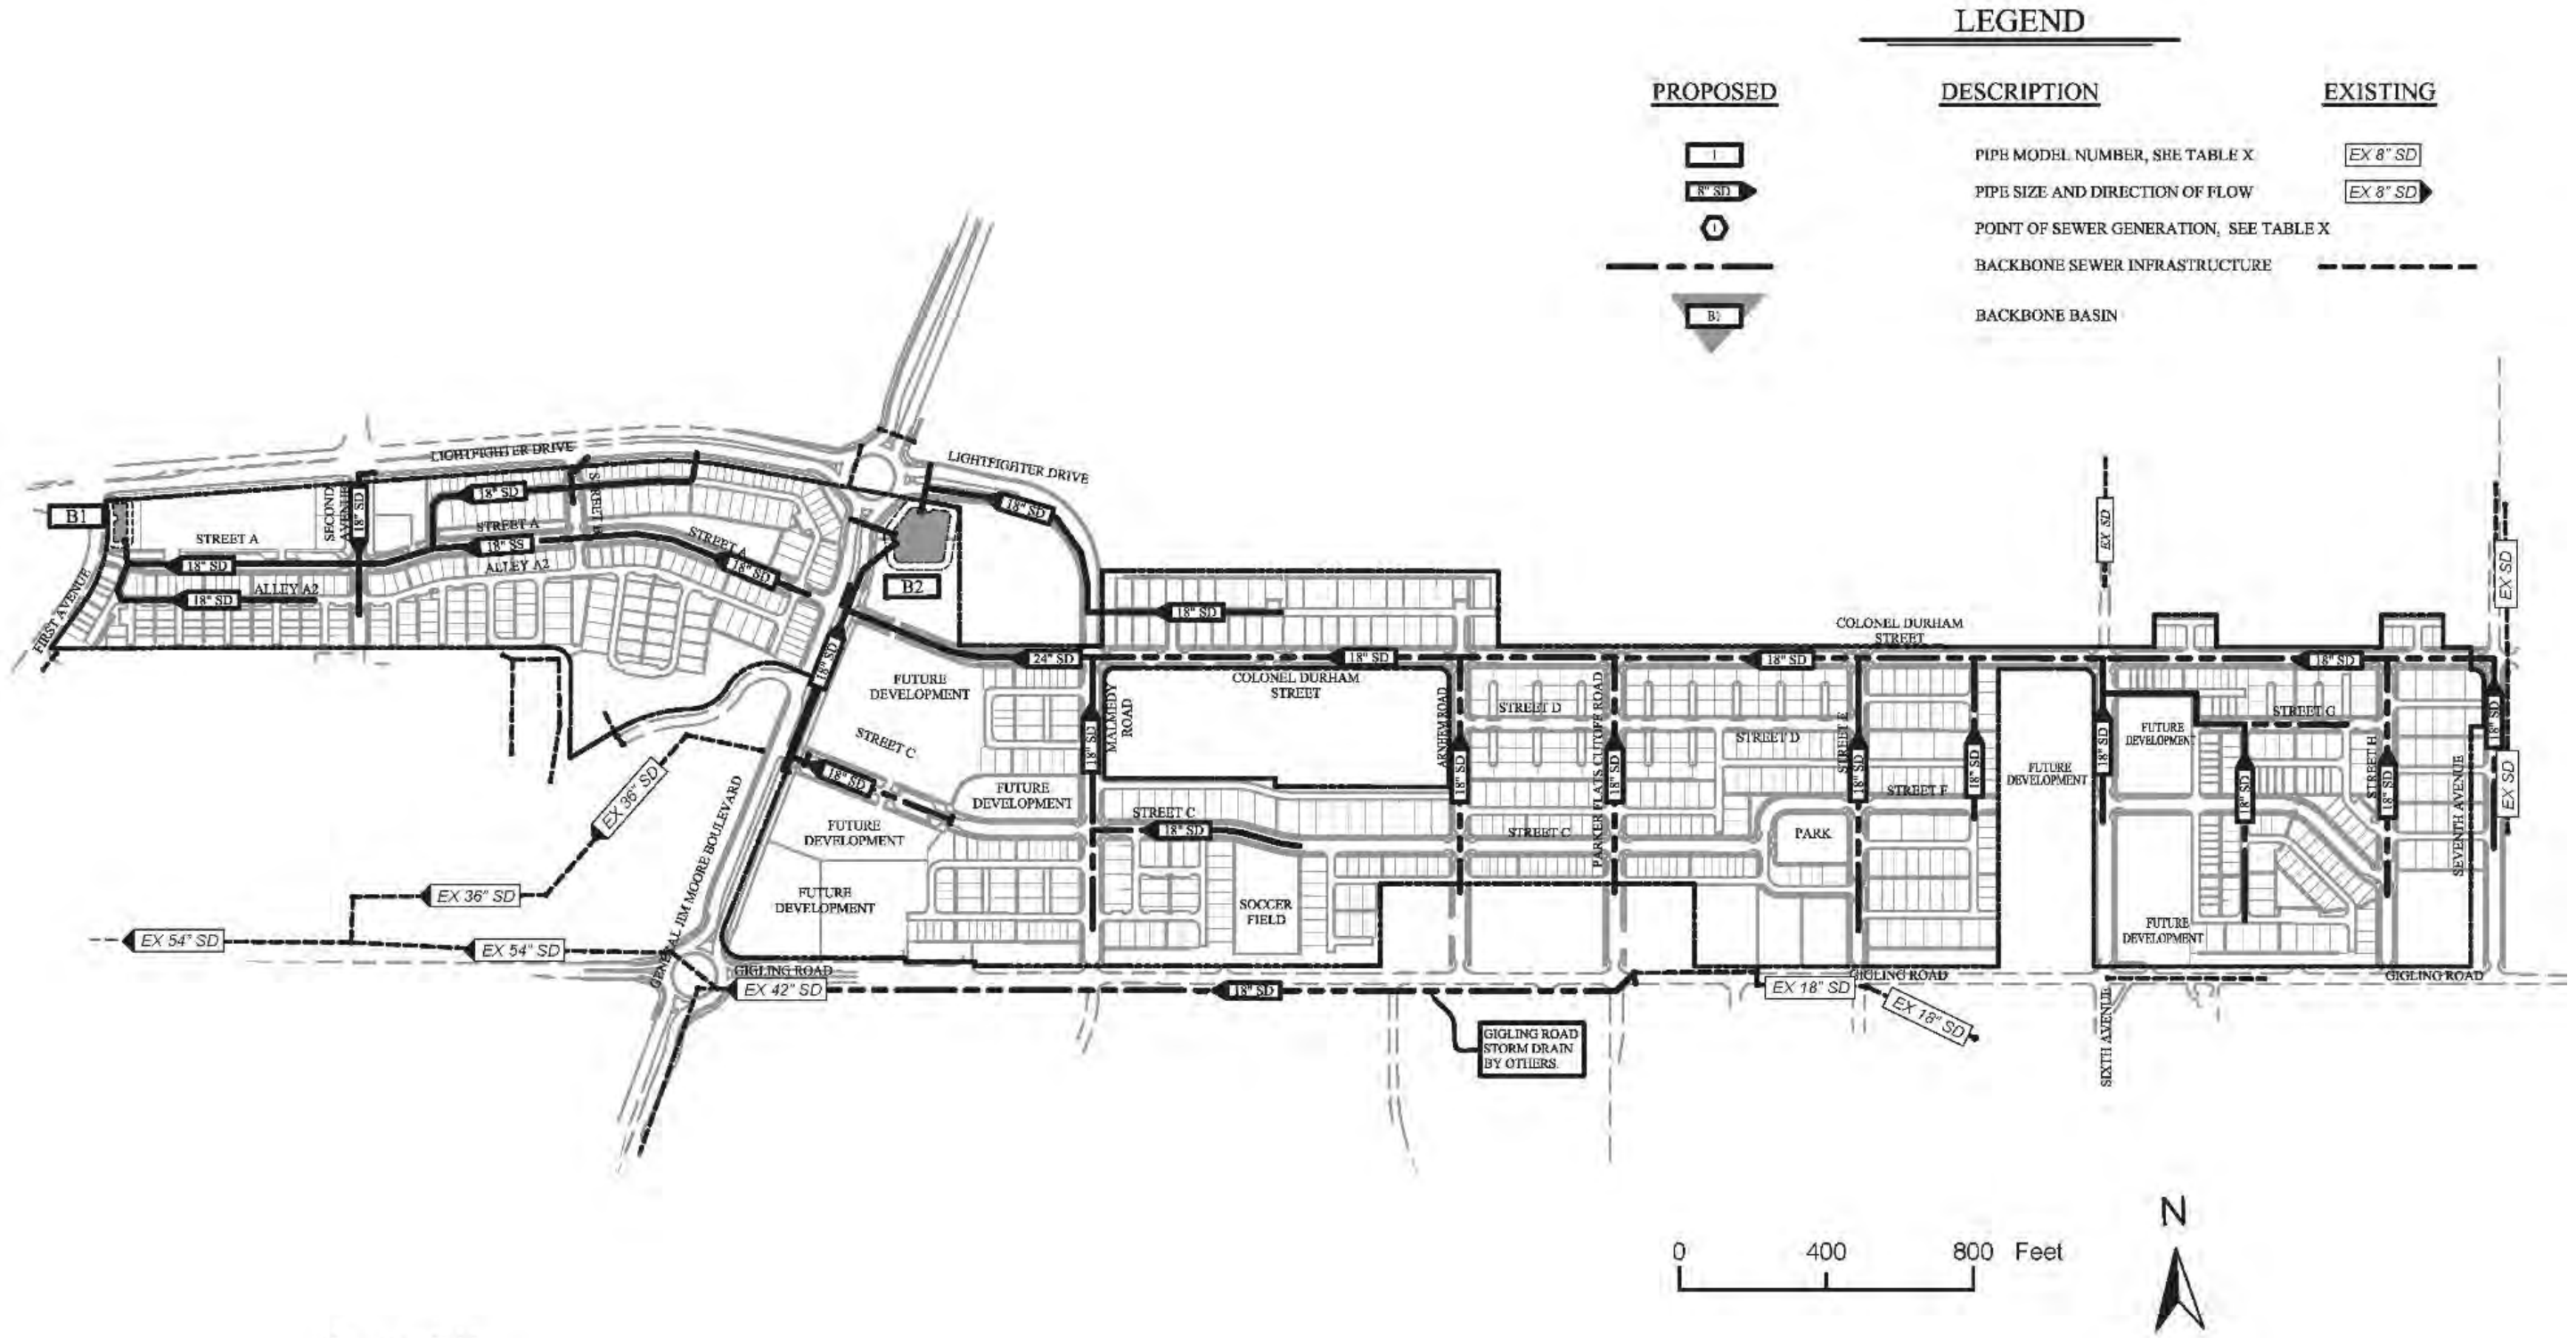 LEGEND
PROPOSED
DESCRIPTION
EXISTING
1
PIPE MODEL NUMBER, SEE TABLE X
EX 8" SD
8" SD
PIPE SIZE AND DIRECTION OF FLOW
EX 8" SD
1
POINT OF SEWER GENERATION, SEE TABLE X
BACKBONE SEWER INFRASTRUCTURE
B1
BACKBONE BASIN
LIGHTFIGHTER DRIVE
LIGHTFIGHTER DRIVE
B1
SECOND
AVENUE
18" SD
18" SD
18" SD
STREET A
STREET A
STREET A
18" SS
18" SD
18" SD
ALLEY A2
ALLEY A2
18" SD
FIRST AVENUE
B2
18" SD
18" SD
24" SD
18" SD
18" SD
18" SD
COLONEL DURHAM
STREET
COLONEL DURHAM
STREET
EX SD
EX SD
EX SD
FUTURE
DEVELOPMENT
STREET C
18" SD
18" SD
MALMEDY
ROAD
ARNHEM ROAD
18" SD
STREET D
PARKER FLATS CUTOFF ROAD
18" SD
STREET D
STREET E
18" SD
18" SD
STREET F
FUTURE
DEVELOPMENT
18" SD
FUTURE
DEVELOPMENT
STREET G
18" SD
STREET H
18" SD
18" SD
SEVENTH AVENUE
FUTURE
DEVELOPMENT
STREET C
18" SD
STREET C
PARK
EX 36" SD
EX 36" SD
GENERAL JIM MOORE BOULEVARD
FUTURE
DEVELOPMENT
FUTURE
DEVELOPMENT
SOCCER
FIELD
FUTURE
DEVELOPMENT
EX 54" SD
EX 54" SD
GIGLING ROAD
EX 42" SD
18" SD
GIGLING ROAD
EX 18" SD
EX 18" SD
GIGLING ROAD
SIXTH AVENUE
GIGLING ROAD
STORM DRAIN
BY OTHERS.
N
0 400 800 Feet